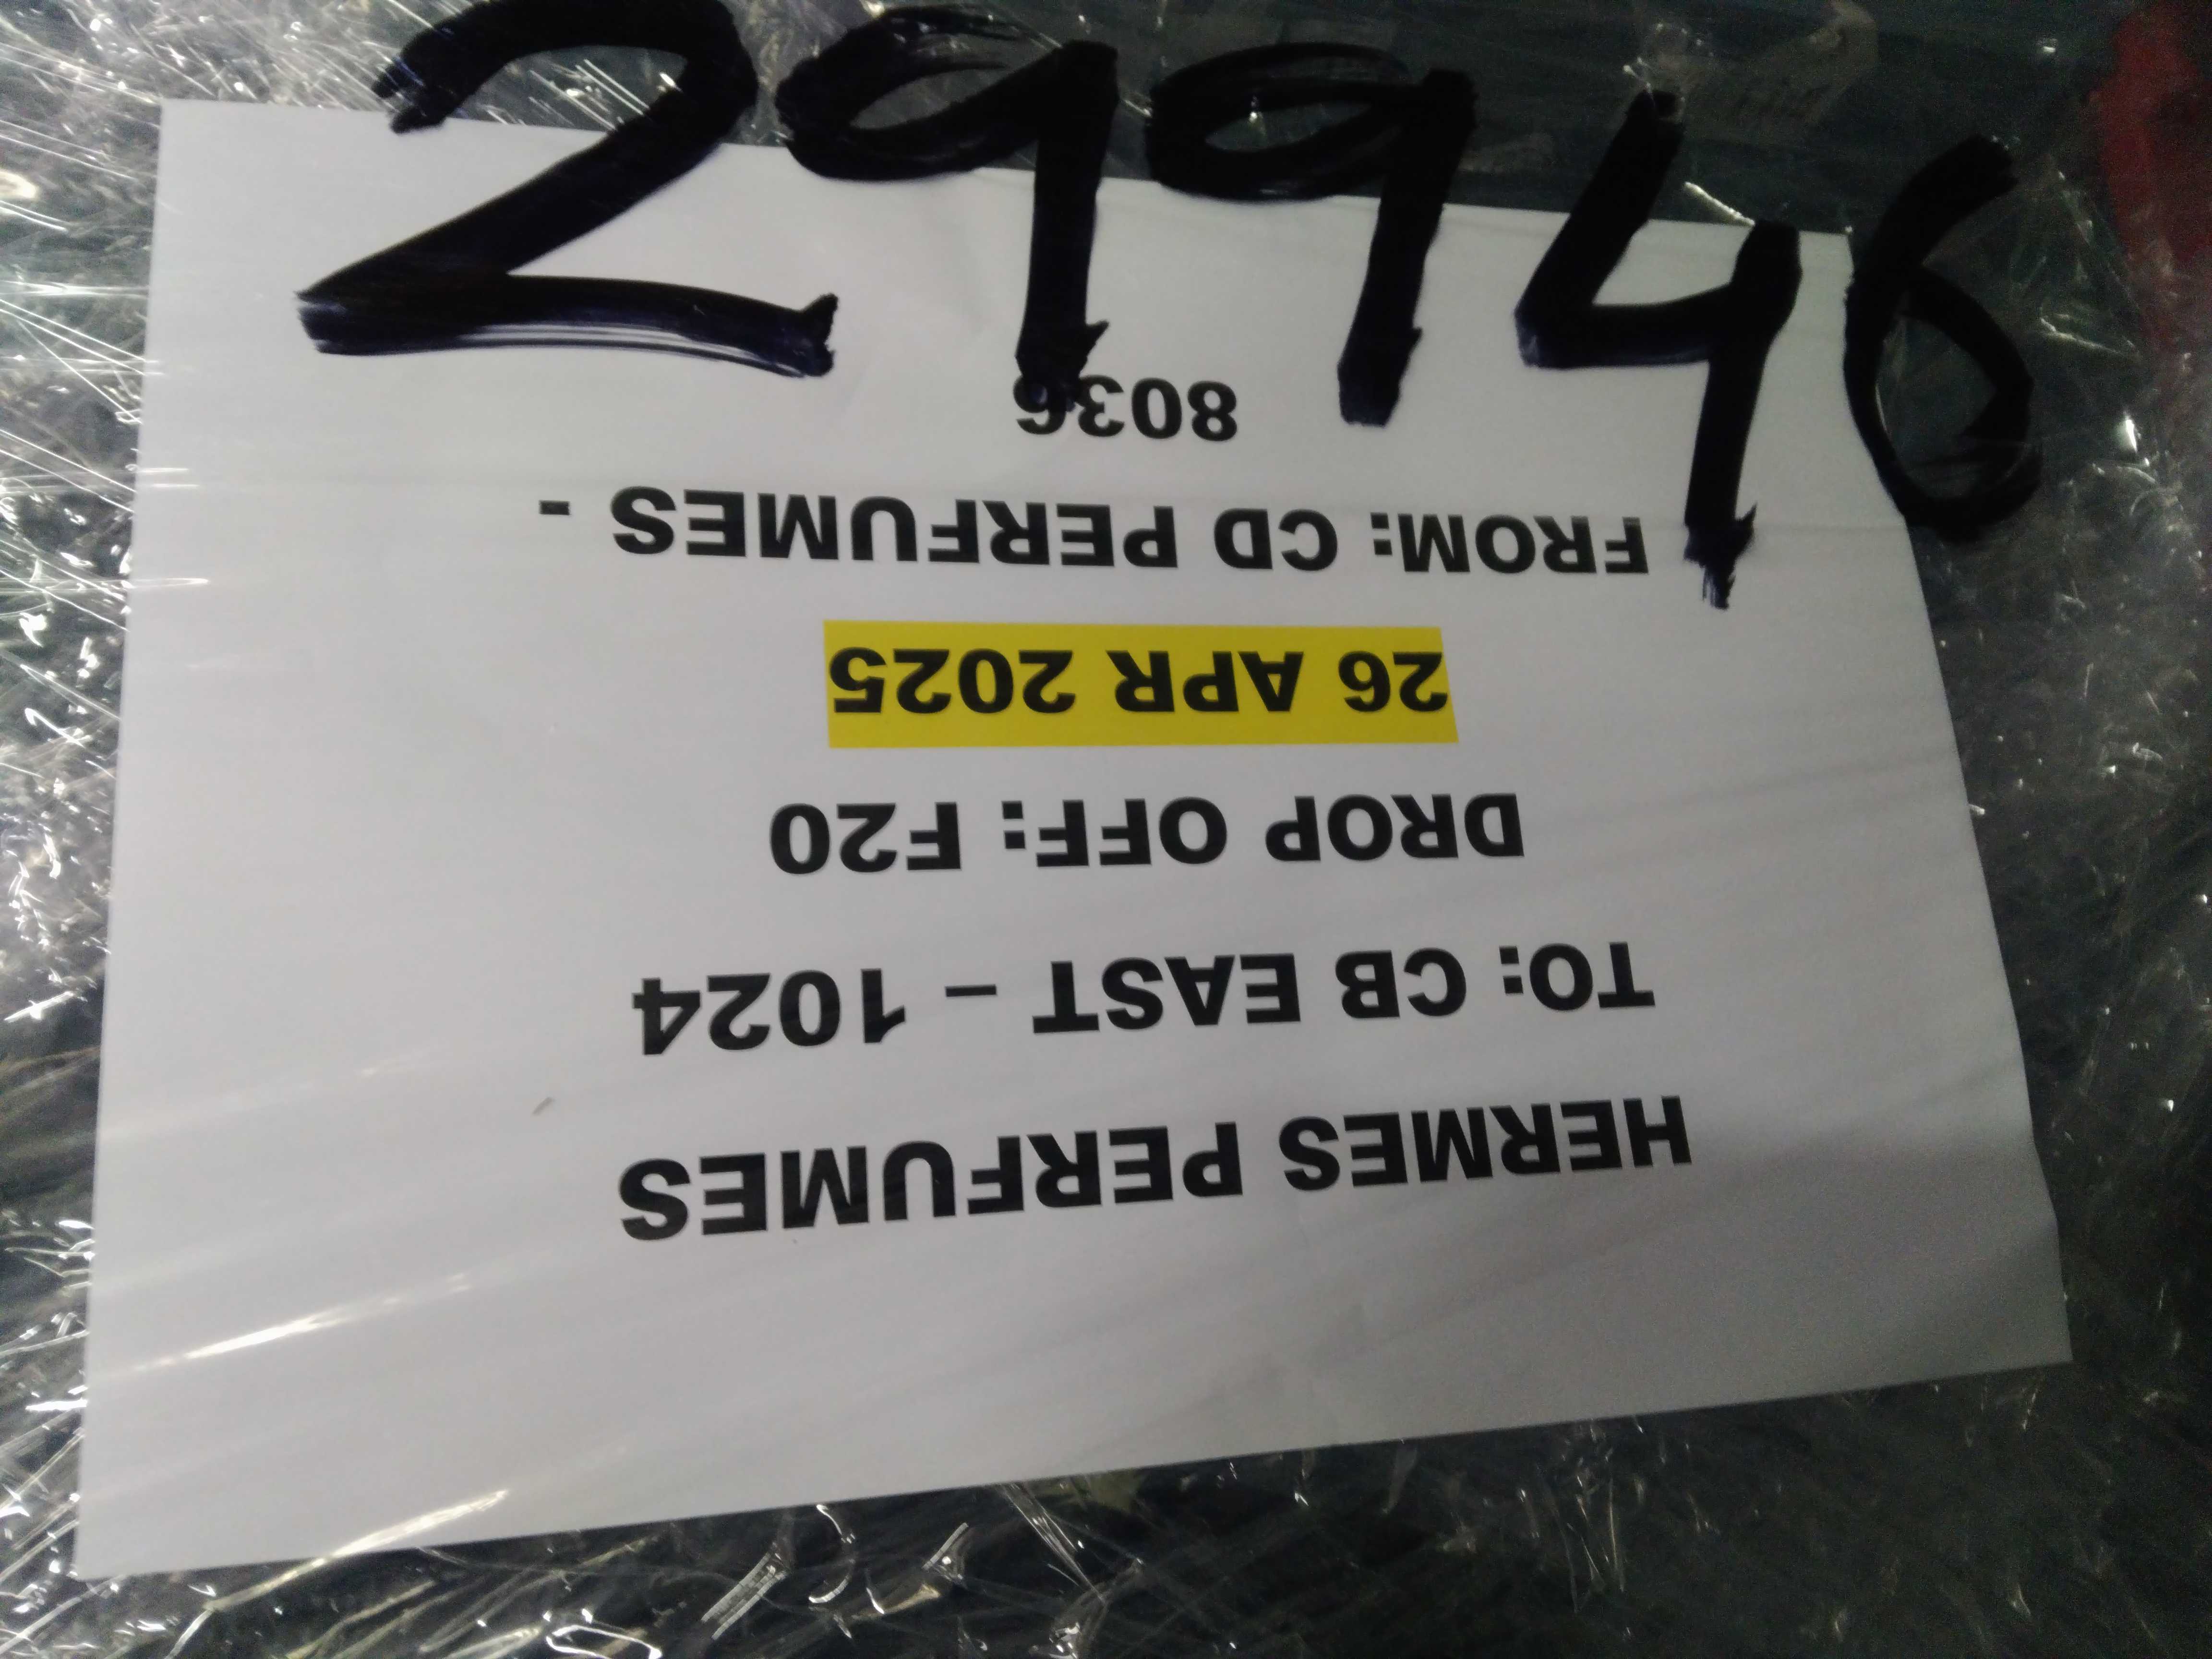 29946
HERMES PERFUMES
TO: CB EAST – 1024
DROP OFF: F20
26 APR 2025
FROM: CD PERFUMES -
8036